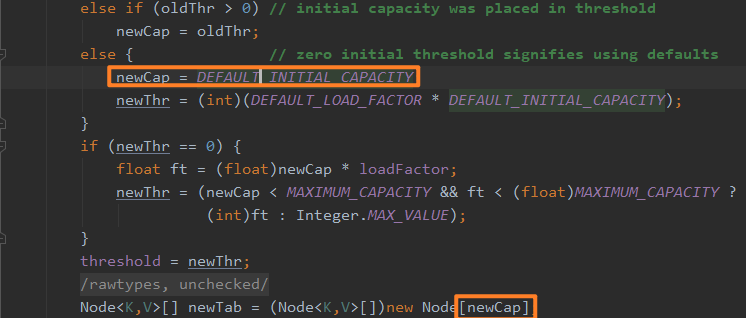 else if (oldThr > 0) // initial capacity was placed in threshold
newCap = oldThr;
else { // zero initial threshold signifies using defaults
newCap = DEFAULT_INITIAL_CAPACITY
newThr = (int)(DEFAULT_LOAD_FACTOR * DEFAULT_INITIAL_CAPACITY);
}
if (newThr == 0) {
float ft = (float)newCap * loadFactor;
newThr = (newCap < MAXIMUM_CAPACITY && ft < (float)MAXIMUM_CAPACITY ?
(int)ft : Integer.MAX_VALUE);
}
threshold = newThr;
/rawtypes, unchecked/
Node<K,V>[] newTab = (Node<K,V>[])new Node[newCap]